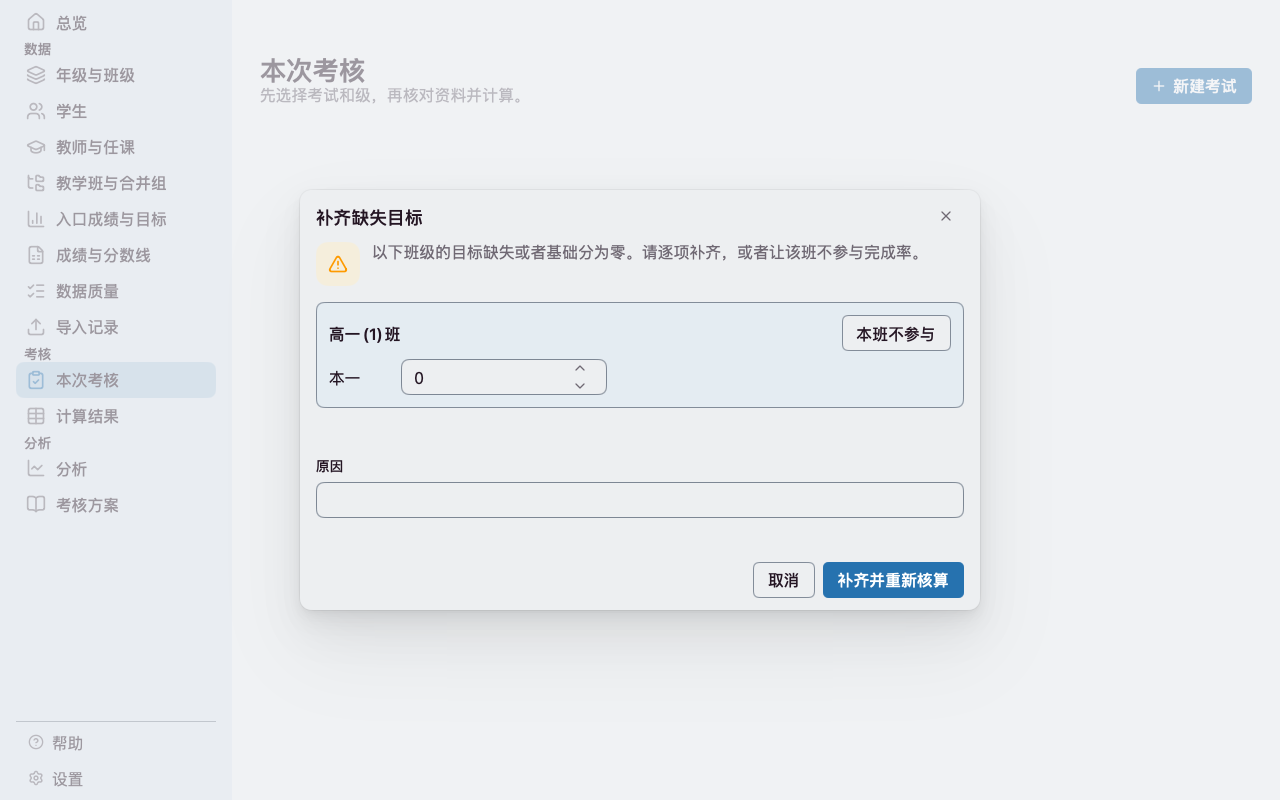 总览
数据
年级与班级
学生
教师与任课
教学班与合并组
入口成绩与目标
成绩与分数线
数据质量
导入记录
考核
本次考核
计算结果
分析
分析
考核方案
帮助
设置
本次考核
先选择考试和级，再核对资料并计算。
新建考试
补齐缺失目标
以下班级的目标缺失或者基础分为零。请逐项补齐，或者让该班不参与完成率。
高一 (1) 班
本班不参与
本一
0
原因
取消
补齐并重新核算